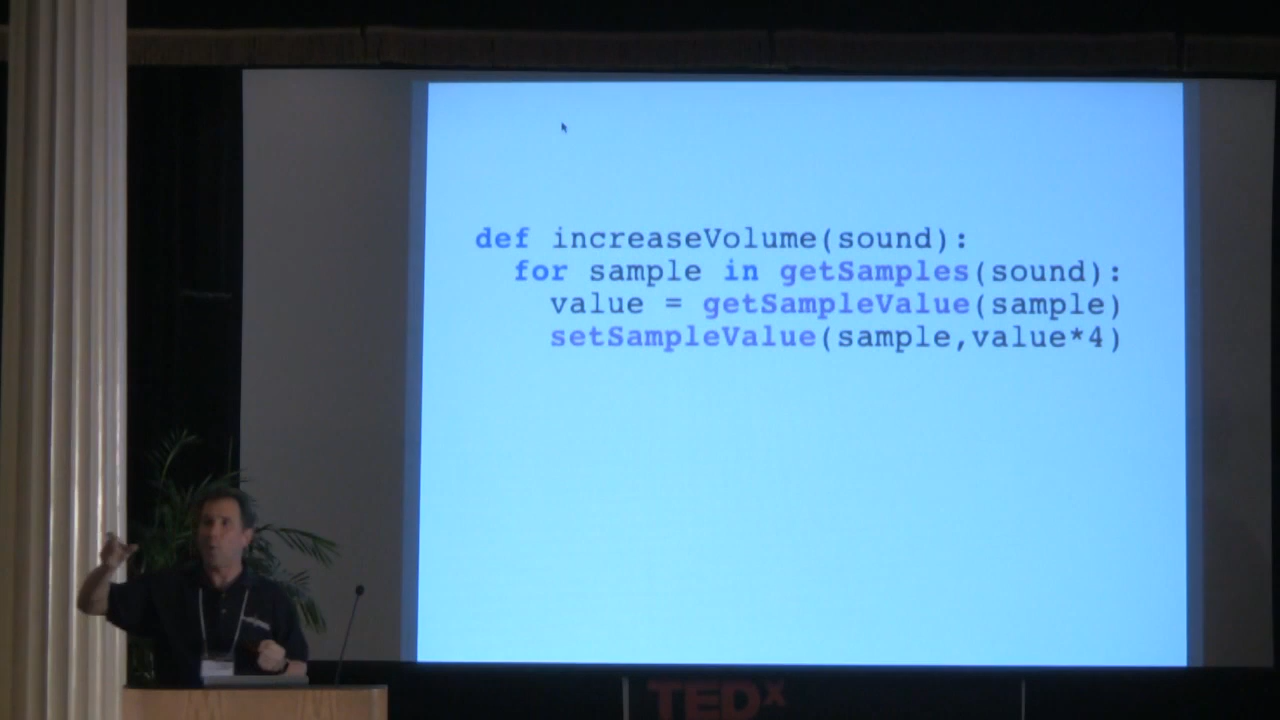 def increaseVolume(sound):
for sample in getSamples(sound):
value = getSampleValue(sample)
setSampleValue(sample,value*4)
TEDx